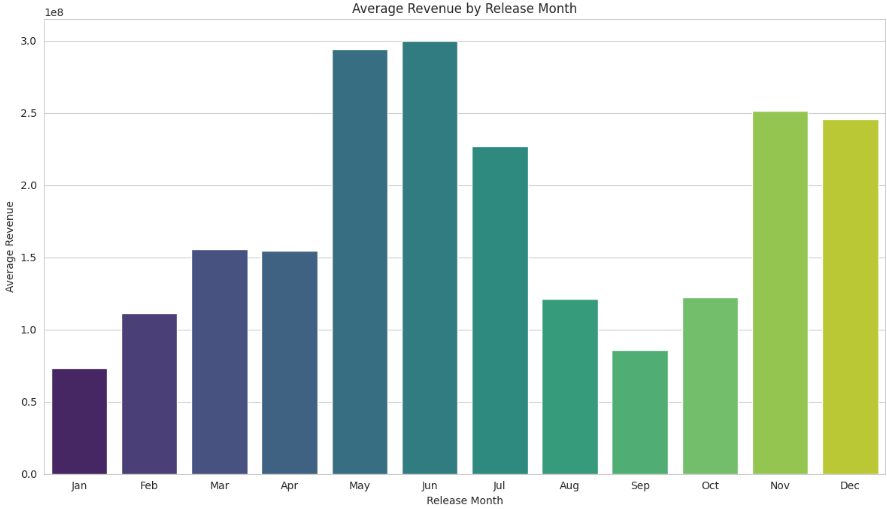 Average Revenue by Release Month
1e8
3.0
2.5
2.0
1.5
1.0
0.5
0.0
Average Revenue
Jan Feb Mar Apr May Jun Jul Aug Sep Oct Nov Dec
Release Month